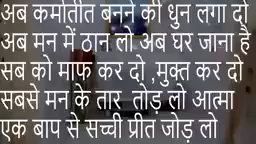 अब कर्मातीत बनने की धुन लगा दो
अब मन में ठान लो अब घर जाना है
सब को माफ कर दो ,मुक्त कर दो
सबसे मन के तार  तोड़ लो आत्मा
एक बाप से सच्ची प्रीत जोड़ लो